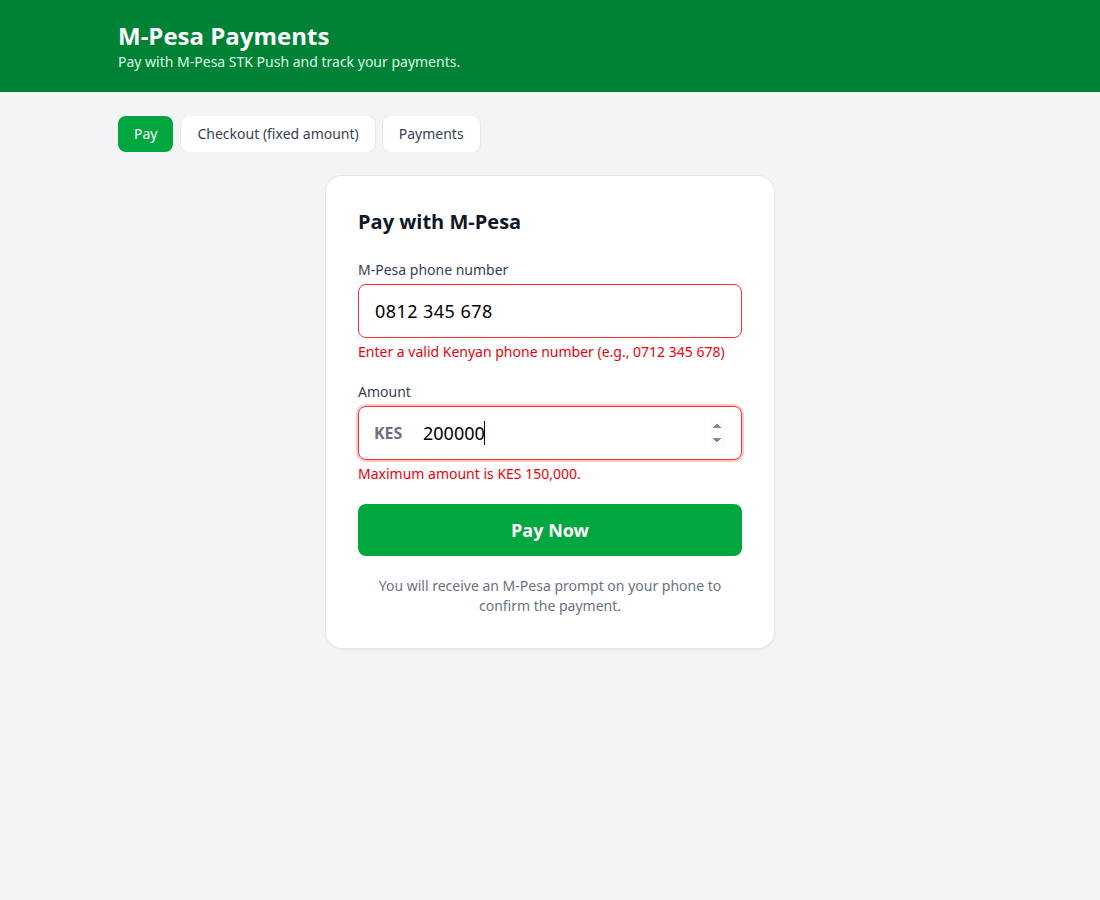 M-Pesa Payments
Pay with M-Pesa STK Push and track your payments.
Pay
Checkout (fixed amount)
Payments
Pay with M-Pesa
M-Pesa phone number
0812 345 678
Enter a valid Kenyan phone number (e.g., 0712 345 678)
Amount
KES 200000
Maximum amount is KES 150,000.
Pay Now
You will receive an M-Pesa prompt on your phone to
confirm the payment.